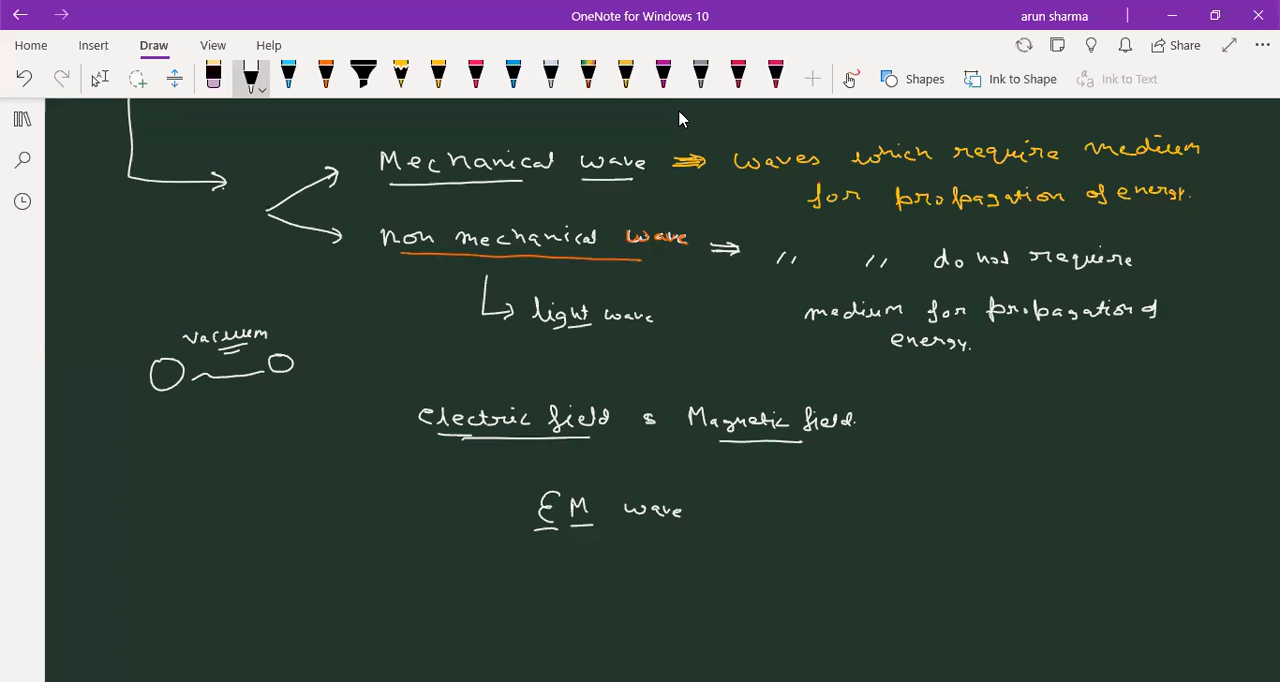 OneNote for Windows 10
arun sharma
Home Insert Draw View Help
Share
Shapes Ink to Shape Ink to Text
Mechanical wave ⇒ waves which require medium
for propagation of energy.
non mechanical wave ⇒ 〃 〃 do not require
medium for propagation of
energy.
light wave
vacuum
Electric field & Magnetic field.
EM wave